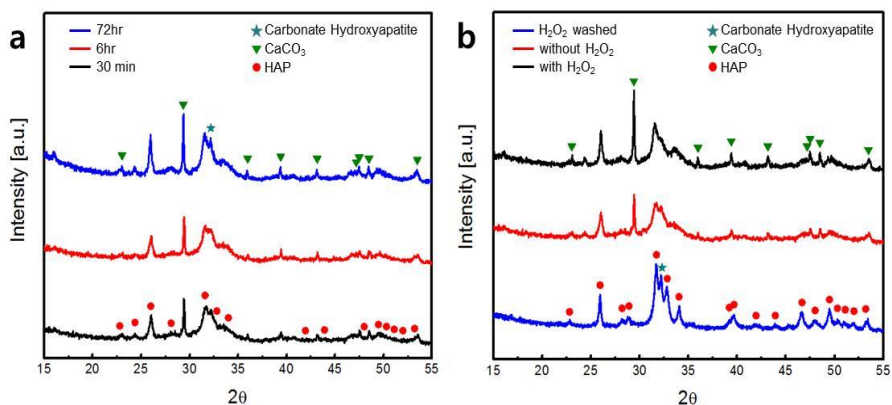 a
72hr
6hr
30 min
Carbonate Hydroxyapatite
CaCO₃
HAP
Intensity [a.u.]
15 20 25 30 35 40 45 50 55
2θ
b
H₂O₂ washed
without H₂O₂
with H₂O₂
Carbonate Hydroxyapatite
CaCO₃
HAP
Intensity [a.u.]
15 20 25 30 35 40 45 50 55
2θ